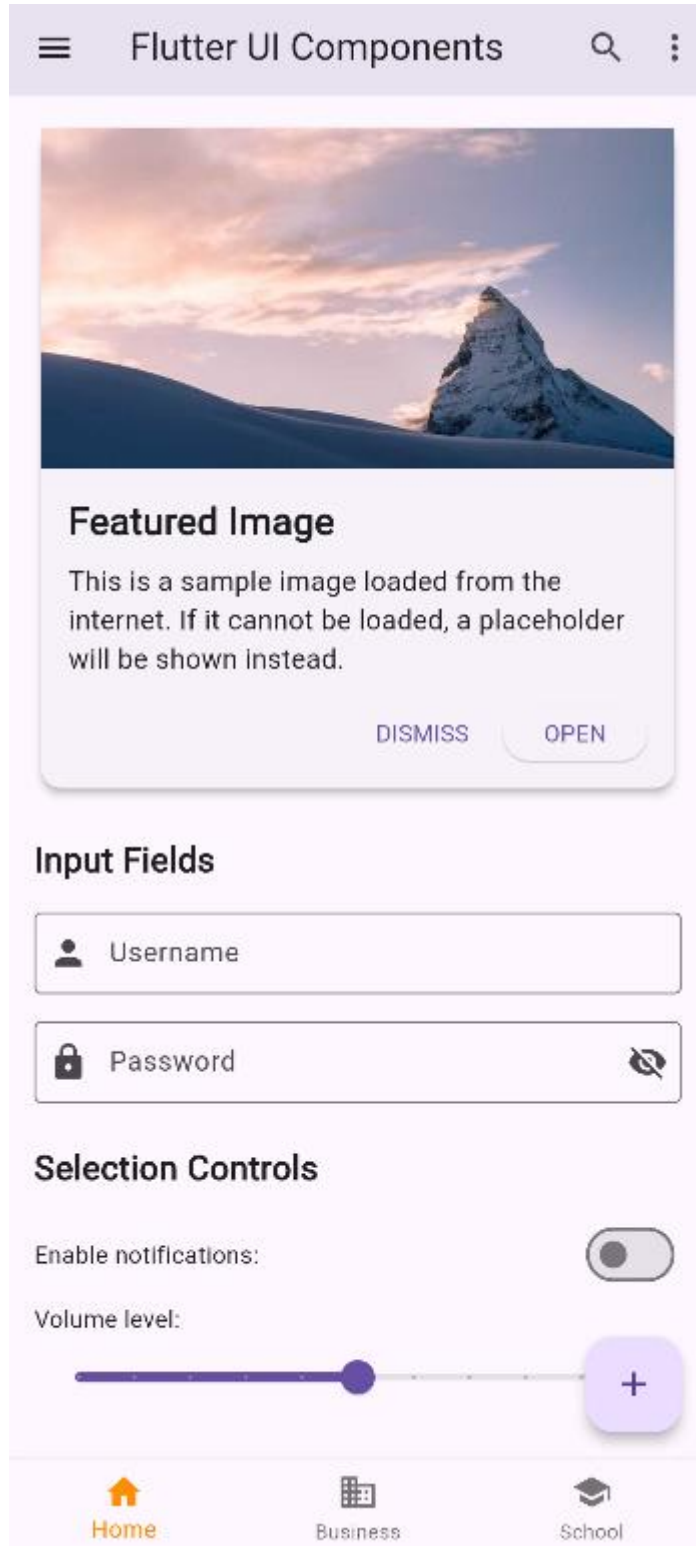 Flutter UI Components
Featured Image
This is a sample image loaded from the
internet. If it cannot be loaded, a placeholder
will be shown instead.
DISMISS OPEN
Input Fields
Username
Password
Selection Controls
Enable notifications:
Volume level:
+
Home Business School